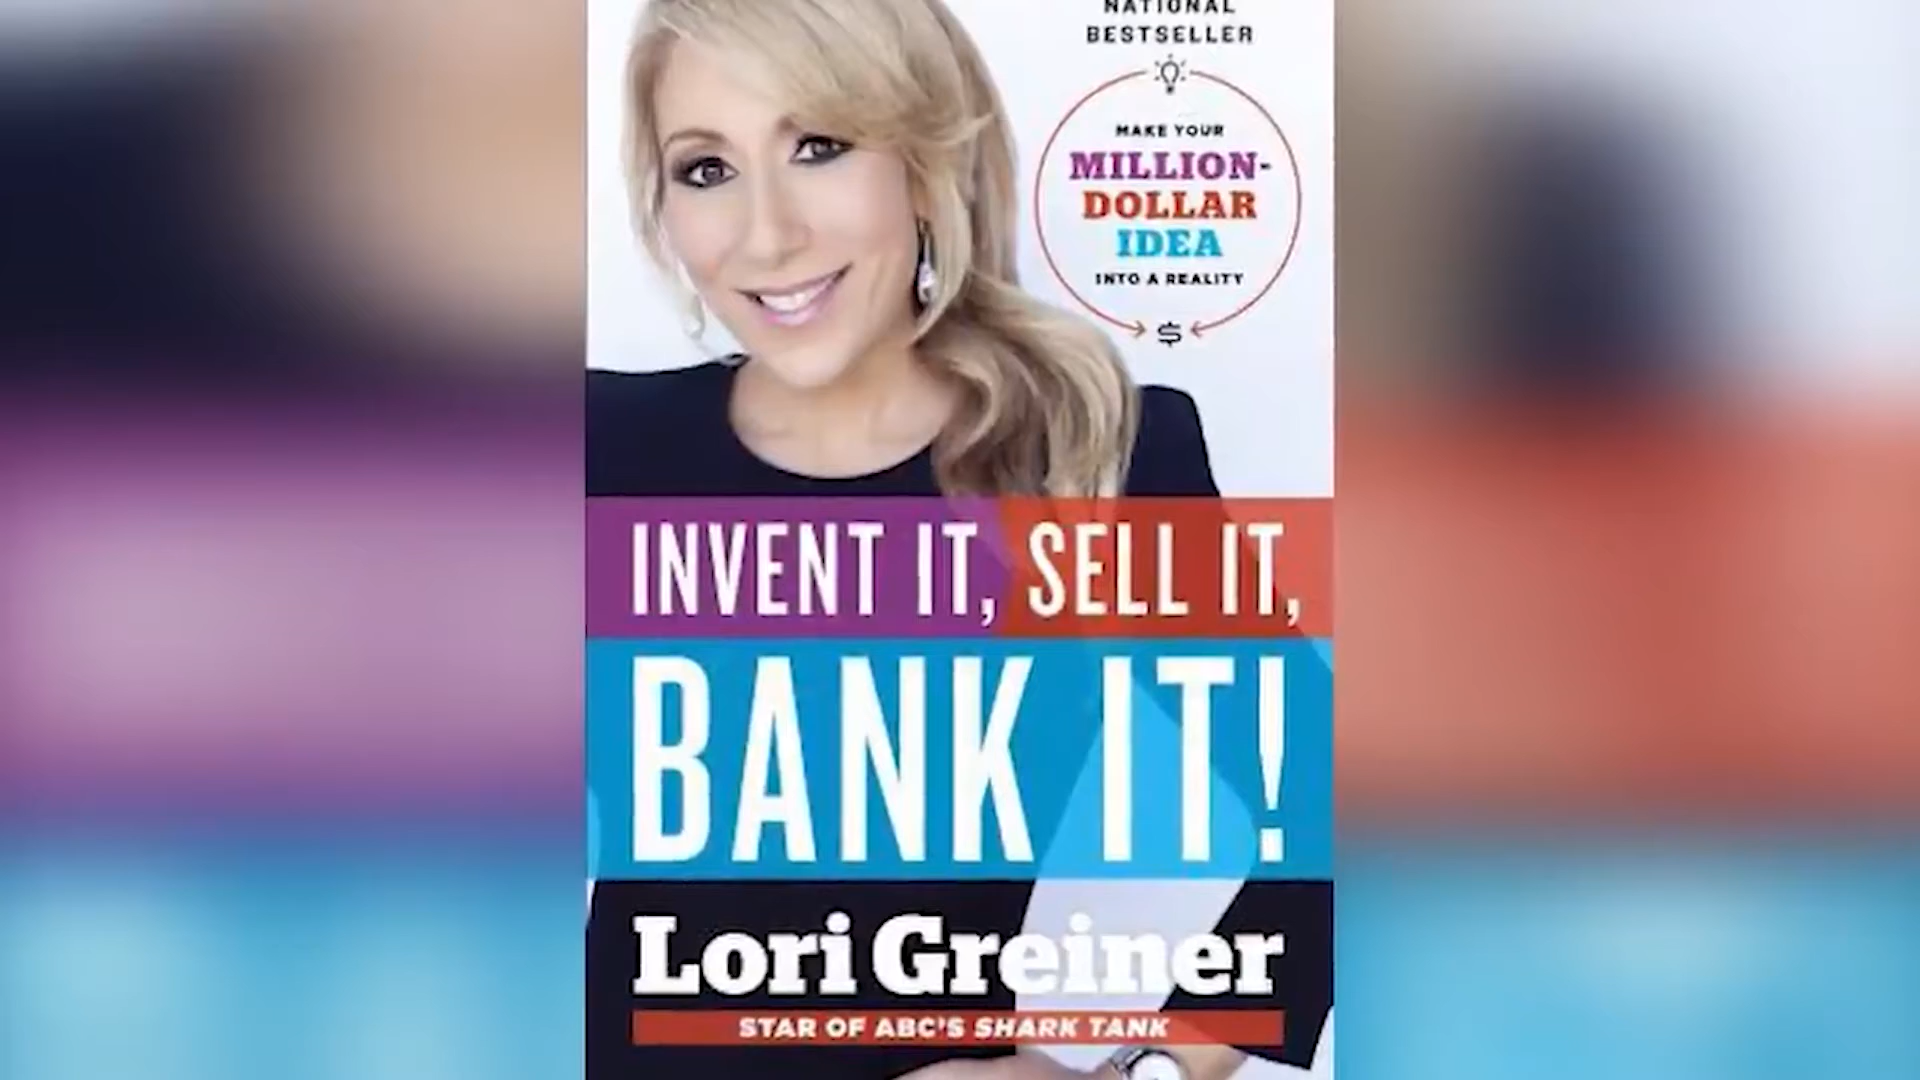 NATIONAL
BESTSELLER
MAKE YOUR
MILLION-
DOLLAR
IDEA
INTO A REALITY
$
INVENT IT, SELL IT,
BANK IT!
Lori Greiner
STAR OF ABC'S SHARK TANK